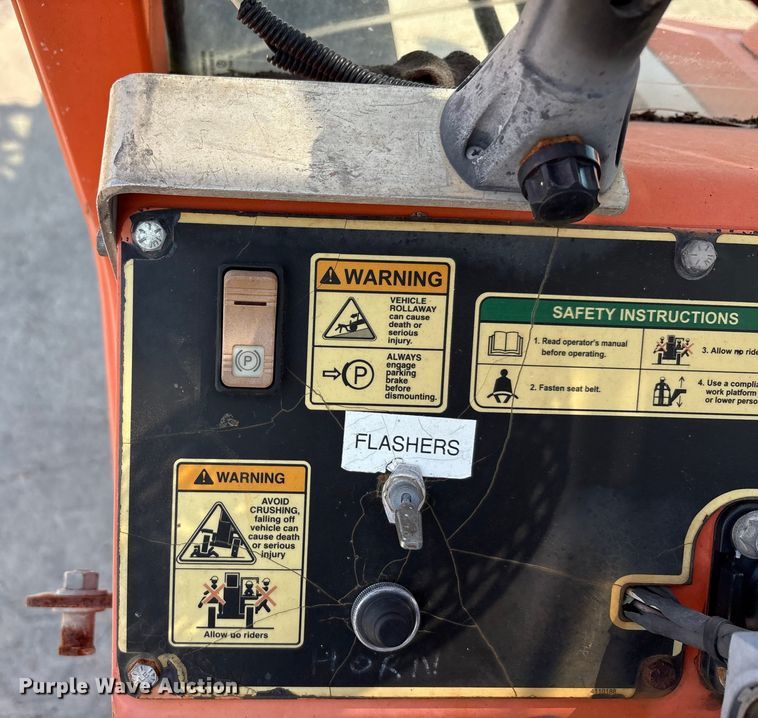 WARNING
VEHICLE
ROLLAWAY
can cause
death or
serious
injury.
P
ALWAYS
engage
parking
brake
before
dismounting.
P
SAFETY INSTRUCTIONS
1. Read operator's manual
before operating.
2. Fasten seat belt.
3. Allow no ride
4. Use a complia
work platform
or lower perso
FLASHERS
WARNING
AVOID
CRUSHING,
falling off
vehicle can
cause death
or serious
injury
Allow no riders
HORN
Purple Wave Auction